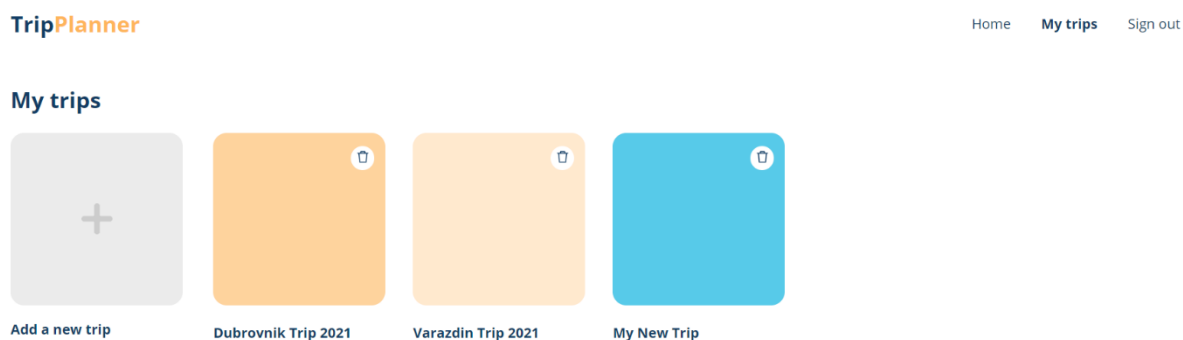 TripPlanner
Home
My trips
Sign out
My trips
Add a new trip
Dubrovnik Trip 2021
Varazdin Trip 2021
My New Trip